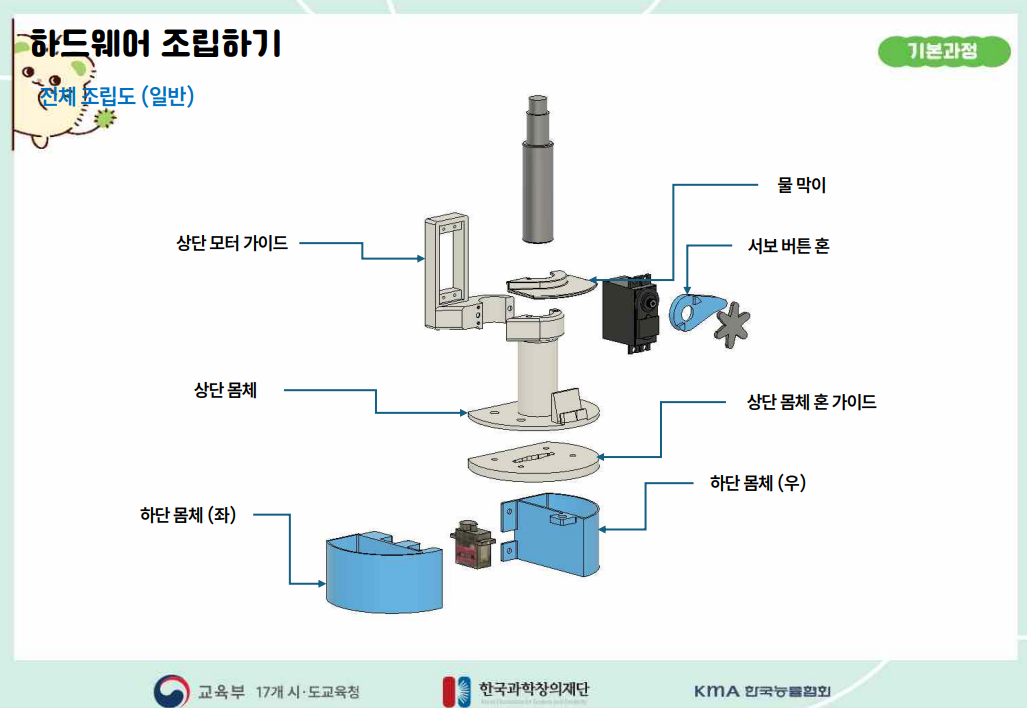 하드웨어 조립하기
기본과정
전체 조립도 (일반)
물 막이
상단 모터 가이드
서보 버튼 혼
상단 몸체
상단 몸체 혼 가이드
하단 몸체 (우)
하단 몸체 (좌)
교육부 17개 시·도교육청
한국과학창의재단
KMA 한국능률협회